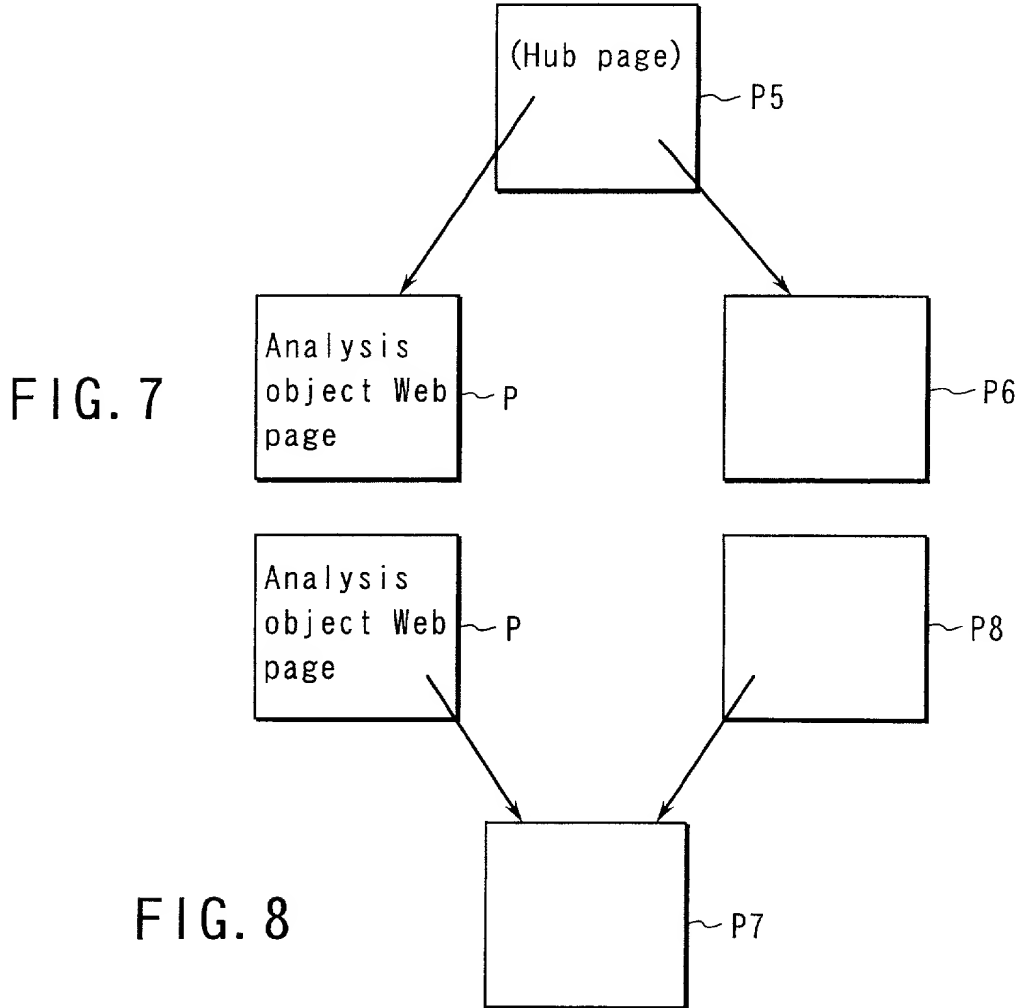 (Hub page)
P5
Analysis
object Web
page
P
P6
FIG. 7
Analysis
object Web
page
P
P8
P7
FIG. 8